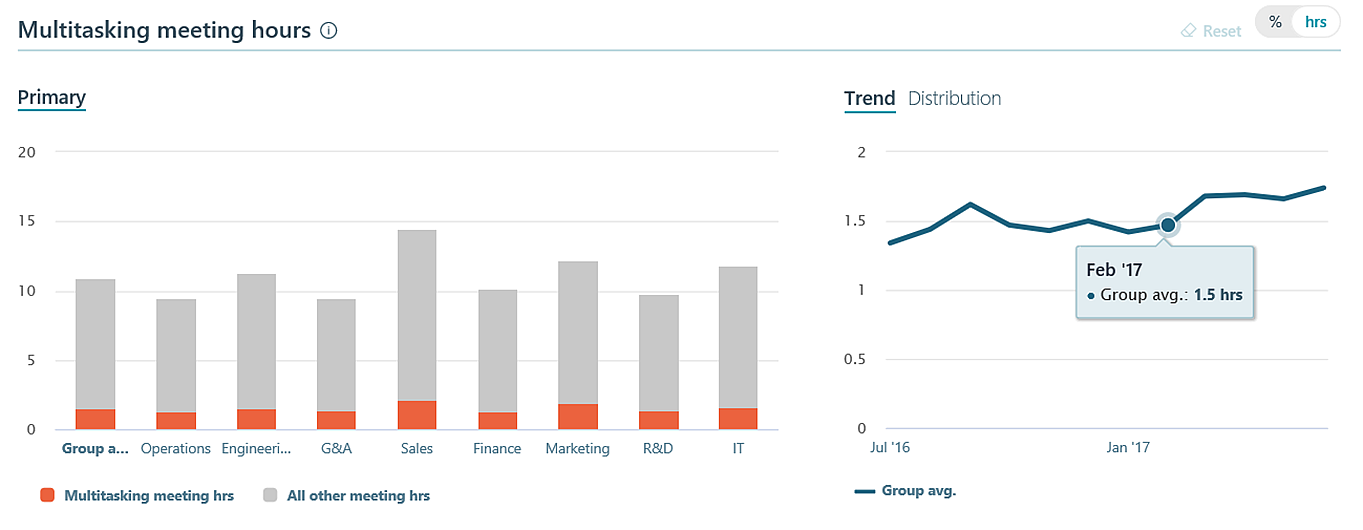 Multitasking meeting hours
Reset
% hrs
Primary
20
15
10
5
0
Group a... Operations Engineeri... G&A Sales Finance Marketing R&D IT
Multitasking meeting hrs All other meeting hrs
Trend Distribution
2
1.5
1
0.5
0
Feb '17
• Group avg.: 1.5 hrs
Jul '16 Jan '17
Group avg.